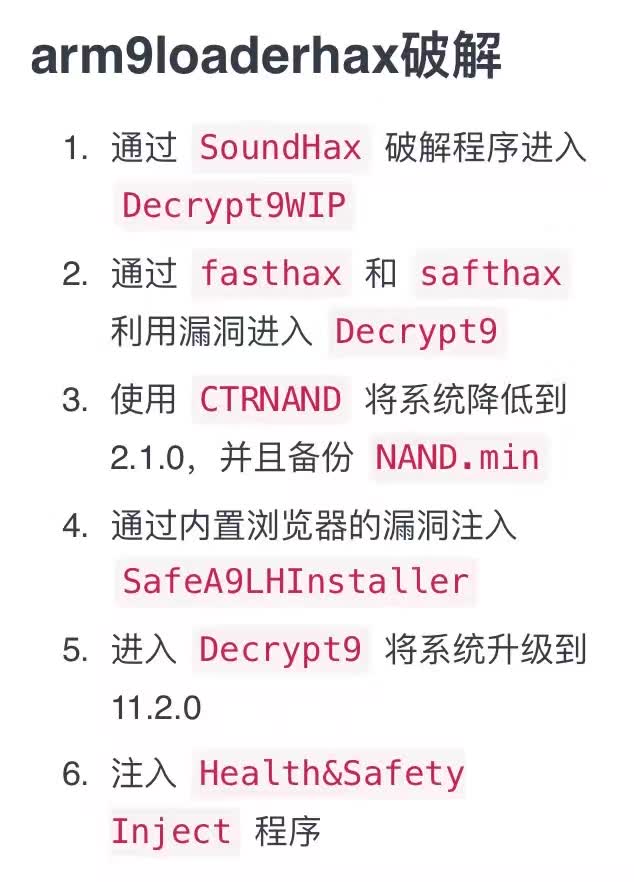 arm9loaderhax破解
1. 通过 SoundHax 破解程序进入
Decrypt9WIP
2. 通过 fasthax 和 safthax
利用漏洞进入 Decrypt9
3. 使用 CTRNAND 将系统降低到
2.1.0，并且备份 NAND.min
4. 通过内置浏览器的漏洞注入
SafeA9LHInstaller
5. 进入 Decrypt9 将系统升级到
11.2.0
6. 注入 Health&Safety
Inject 程序